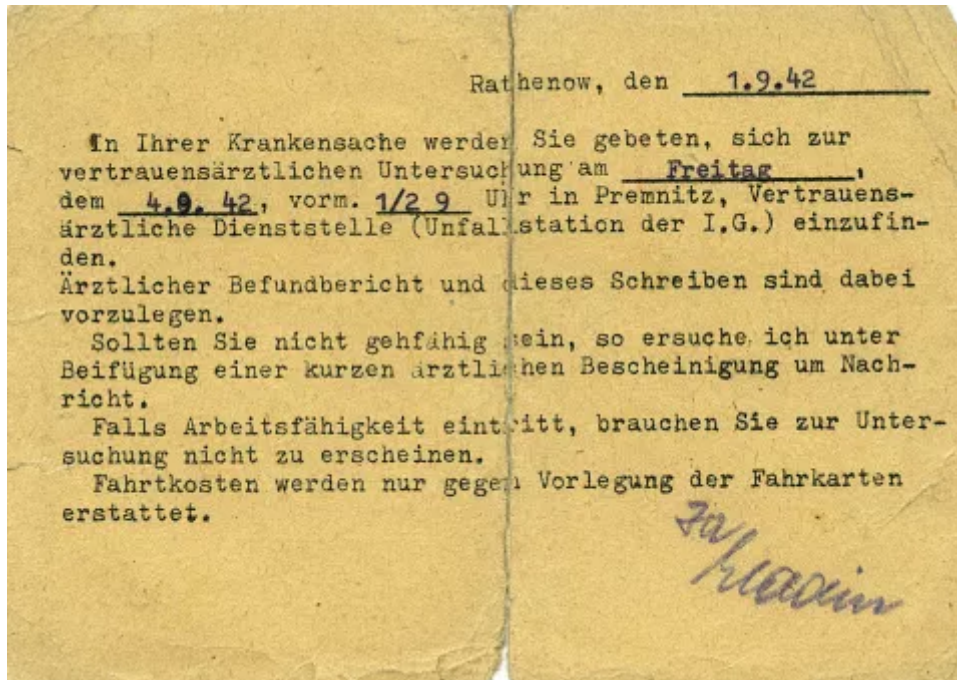 Rathenow, den 1.9.42
In Ihrer Krankensache werden Sie gebeten, sich zur
vertrauensärztlichen Untersuchung am Freitag,
dem 4.9. 42, vorm. 1/2 9 Uhr in Premnitz, Vertrauens-
ärztliche Dienststelle (Unfallstation der I.G.) einzufin-
den.
Ärztlicher Befundbericht und dieses Schreiben sind dabei
vorzulegen.
Sollten Sie nicht gehfähig sein, so ersuche ich unter
Beifügung einer kurzen ärztlichen Bescheinigung um Nach-
richt.
Falls Arbeitsfähigkeit eintritt, brauchen Sie zur Unter-
suchung nicht zu erscheinen.
Fahrtkosten werden nur gegen Vorlegung der Fahrkarten
erstattet.